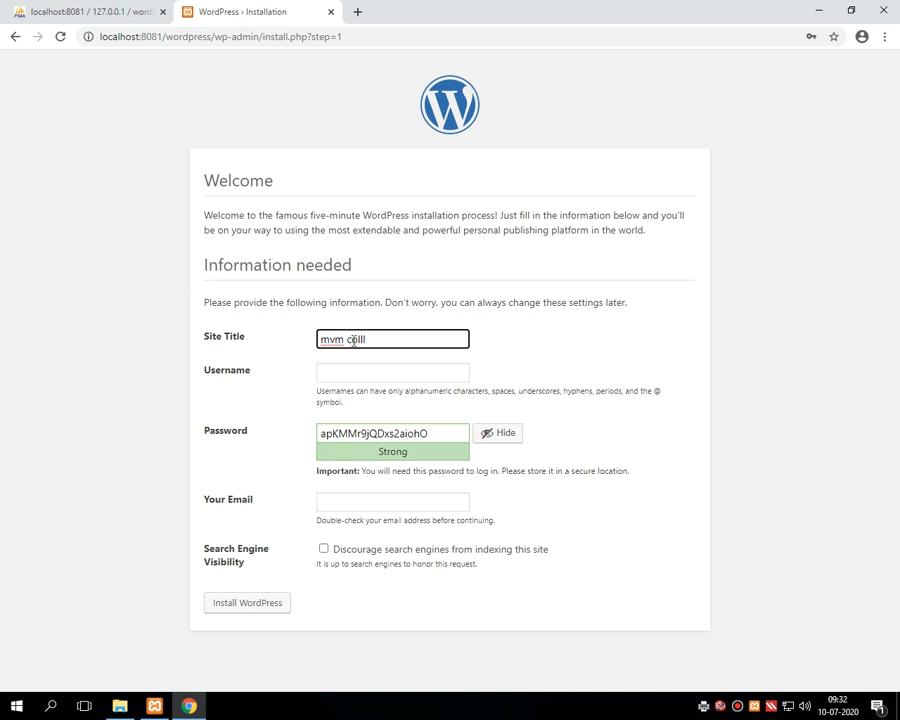 localhost:8081 / 127.0.0.1 / word
WordPress › Installation
localhost:8081/wordpress/wp-admin/install.php?step=1
Welcome
Welcome to the famous five-minute WordPress installation process! Just fill in the information below and you'll
be on your way to using the most extendable and powerful personal publishing platform in the world.
Information needed
Please provide the following information. Don't worry, you can always change these settings later.
Site Title
mvm colll
Username
Usernames can have only alphanumeric characters, spaces, underscores, hyphens, periods, and the @
symbol.
Password
apKMMr9jQDxs2aiohO
Hide
Strong
Important: You will need this password to log in. Please store it in a secure location.
Your Email
Double-check your email address before continuing.
Search Engine
Visibility
Discourage search engines from indexing this site
It is up to search engines to honor this request.
Install WordPress
09:32
10-07-2020